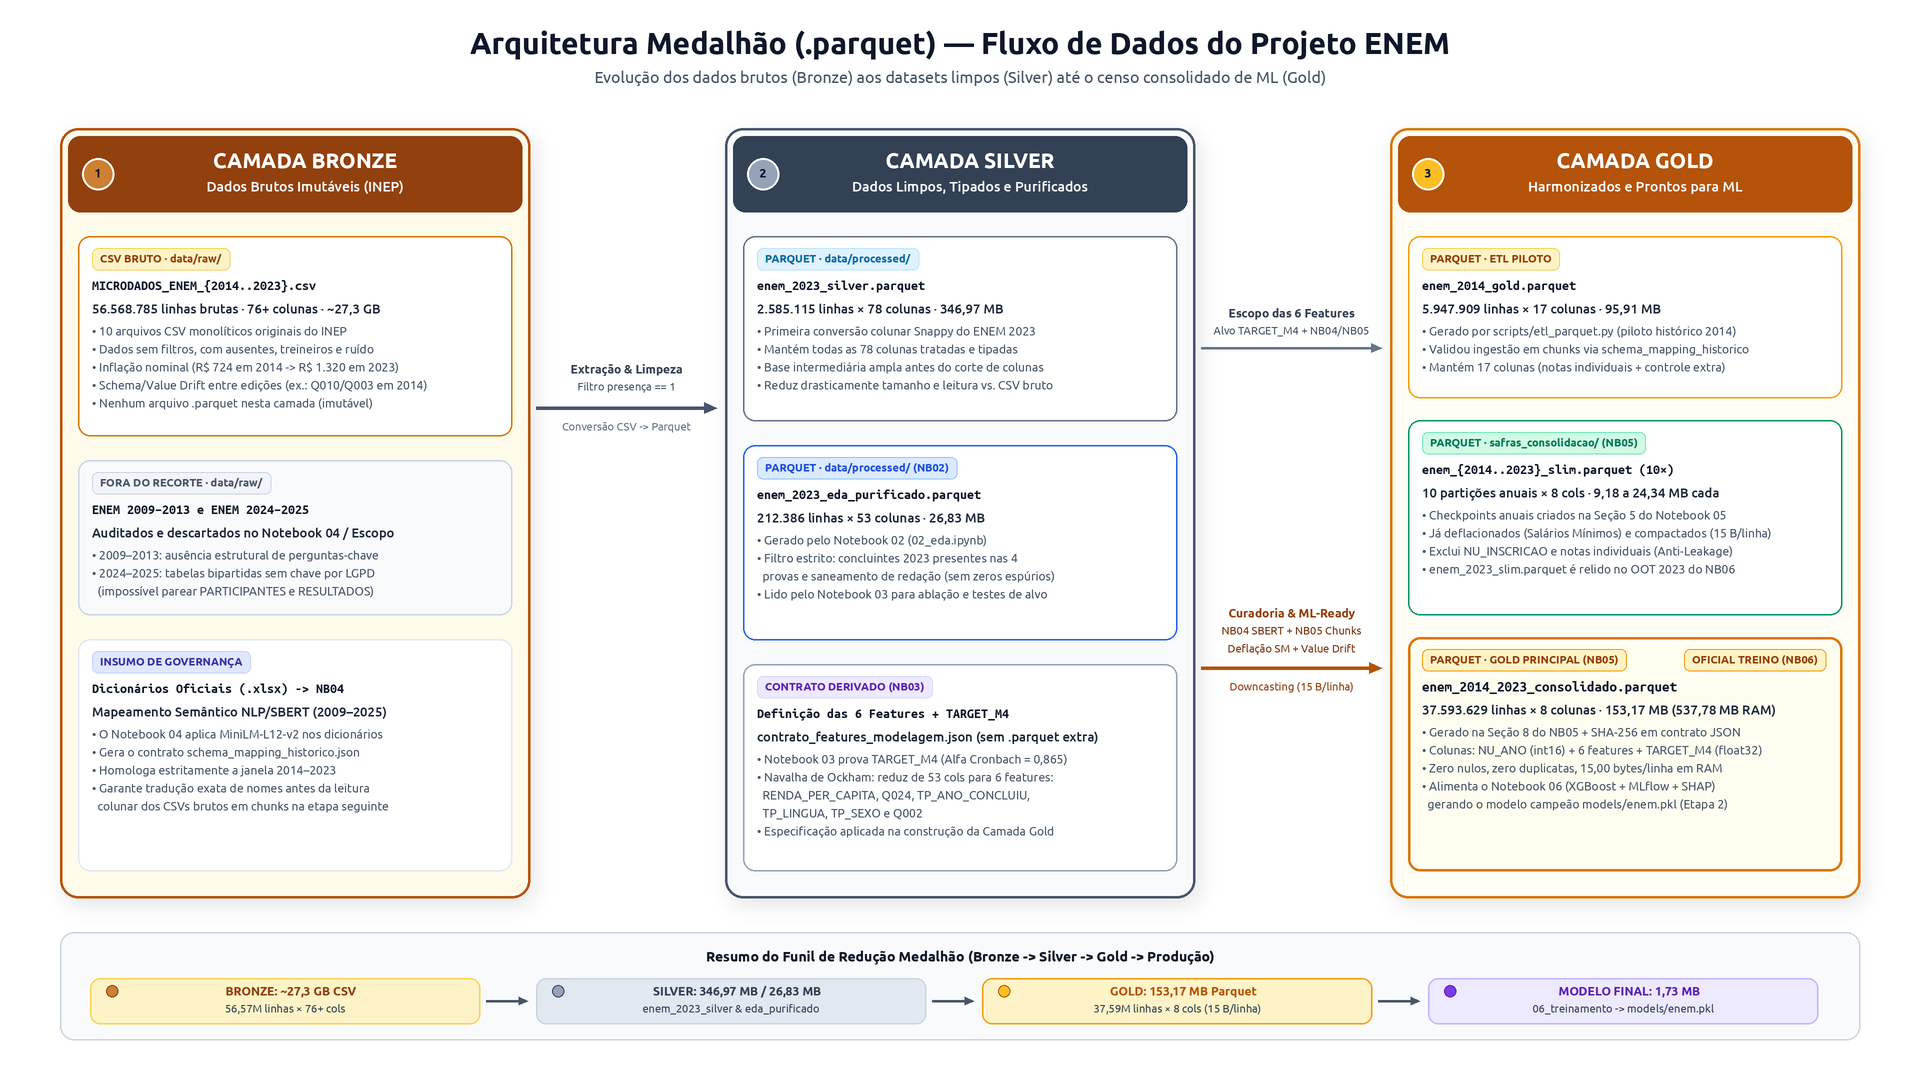 Arquitetura Medalhão (.parquet) — Fluxo de Dados do Projeto ENEM
Evolução dos dados brutos (Bronze) aos datasets limpos (Silver) até o censo consolidado de ML (Gold)
1
CAMADA BRONZE
Dados Brutos Imutáveis (INEP)
CSV BRUTO · data/raw/
MICRODADOS_ENEM_{2014..2023}.csv
56.568.785 linhas brutas · 76+ colunas · ~27,3 GB
• 10 arquivos CSV monolíticos originais do INEP
• Dados sem filtros, com ausentes, treineiros e ruído
• Inflação nominal (R$ 724 em 2014 -> R$ 1.320 em 2023)
• Schema/Value Drift entre edições (ex.: Q010/Q003 em 2014)
• Nenhum arquivo .parquet nesta camada (imutável)
FORA DO RECORTE · data/raw/
ENEM 2009–2013 e ENEM 2024–2025
Auditados e descartados no Notebook 04 / Escopo
• 2009–2013: ausência estrutural de perguntas-chave
• 2024–2025: tabelas bipartidas sem chave por LGPD
(impossível parear PARTICIPANTES e RESULTADOS)
INSUMO DE GOVERNANÇA
Dicionários Oficiais (.xlsx) -> NB04
Mapeamento Semântico NLP/SBERT (2009–2025)
• O Notebook 04 aplica MiniLM-L12-v2 nos dicionários
• Gera o contrato schema_mapping_historico.json
• Homologa estritamente a janela 2014–2023
• Garante tradução exata de nomes antes da leitura
colunar dos CSVs brutos em chunks na etapa seguinte
Extração & Limpeza
Filtro presença == 1
Conversão CSV -> Parquet
2
CAMADA SILVER
Dados Limpos, Tipados e Purificados
PARQUET · data/processed/
enem_2023_silver.parquet
2.585.115 linhas × 78 colunas · 346,97 MB
• Primeira conversão colunar Snappy do ENEM 2023
• Mantém todas as 78 colunas tratadas e tipadas
• Base intermediária ampla antes do corte de colunas
• Reduz drasticamente tamanho e leitura vs. CSV bruto
PARQUET · data/processed/ (NB02)
enem_2023_eda_purificado.parquet
212.386 linhas × 53 colunas · 26,83 MB
• Gerado pelo Notebook 02 (02_eda.ipynb)
• Filtro estrito: concluintes 2023 presentes nas 4
provas e saneamento de redação (sem zeros espúrios)
• Lido pelo Notebook 03 para ablação e testes de alvo
CONTRATO DERIVADO (NB03)
Definição das 6 Features + TARGET_M4
contrato_features_modelagem.json (sem .parquet extra)
• Notebook 03 prova TARGET_M4 (Alfa Cronbach = 0,865)
• Navalha de Ockham: reduz de 53 cols para 6 features:
RENDA_PER_CAPITA, Q024, TP_ANO_CONCLUIU,
TP_LINGUA, TP_SEXO e Q002
• Especificação aplicada na construção da Camada Gold
Escopo das 6 Features
Alvo TARGET_M4 + NB04/NB05
Curadoria & ML-Ready
NB04 SBERT + NB05 Chunks
Deflação SM + Value Drift
Downcasting (15 B/linha)
3
CAMADA GOLD
Harmonizados e Prontos para ML
PARQUET · ETL PILOTO
enem_2014_gold.parquet
5.947.909 linhas × 17 colunas · 95,91 MB
• Gerado por scripts/etl_parquet.py (piloto histórico 2014)
• Validou ingestão em chunks via schema_mapping_historico
• Mantém 17 colunas (notas individuais + controle extra)
PARQUET · safras_consolidacao/ (NB05)
enem_{2014..2023}_slim.parquet (10×)
10 partições anuais × 8 cols · 9,18 a 24,34 MB cada
• Checkpoints anuais criados na Seção 5 do Notebook 05
• Já deflacionados (Salários Mínimos) e compactados (15 B/linha)
• Exclui NU_INSCRICAO e notas individuais (Anti-Leakage)
• enem_2023_slim.parquet é relido no OOT 2023 do NB06
PARQUET · GOLD PRINCIPAL (NB05)
OFICIAL TREINO (NB06)
enem_2014_2023_consolidado.parquet
37.593.629 linhas × 8 colunas · 153,17 MB (537,78 MB RAM)
• Gerado na Seção 8 do NB05 + SHA-256 em contrato JSON
• Colunas: NU_ANO (int16) + 6 features + TARGET_M4 (float32)
• Zero nulos, zero duplicatas, 15,00 bytes/linha em RAM
• Alimenta o Notebook 06 (XGBoost + MLflow + SHAP)
gerando o modelo campeão models/enem.pkl (Etapa 2)
Resumo do Funil de Redução Medalhão (Bronze -> Silver -> Gold -> Produção)
BRONZE: ~27,3 GB CSV
56,57M linhas × 76+ cols
SILVER: 346,97 MB / 26,83 MB
enem_2023_silver & eda_purificado
GOLD: 153,17 MB Parquet
37,59M linhas × 8 cols (15 B/linha)
MODELO FINAL: 1,73 MB
06_treinamento -> models/enem.pkl